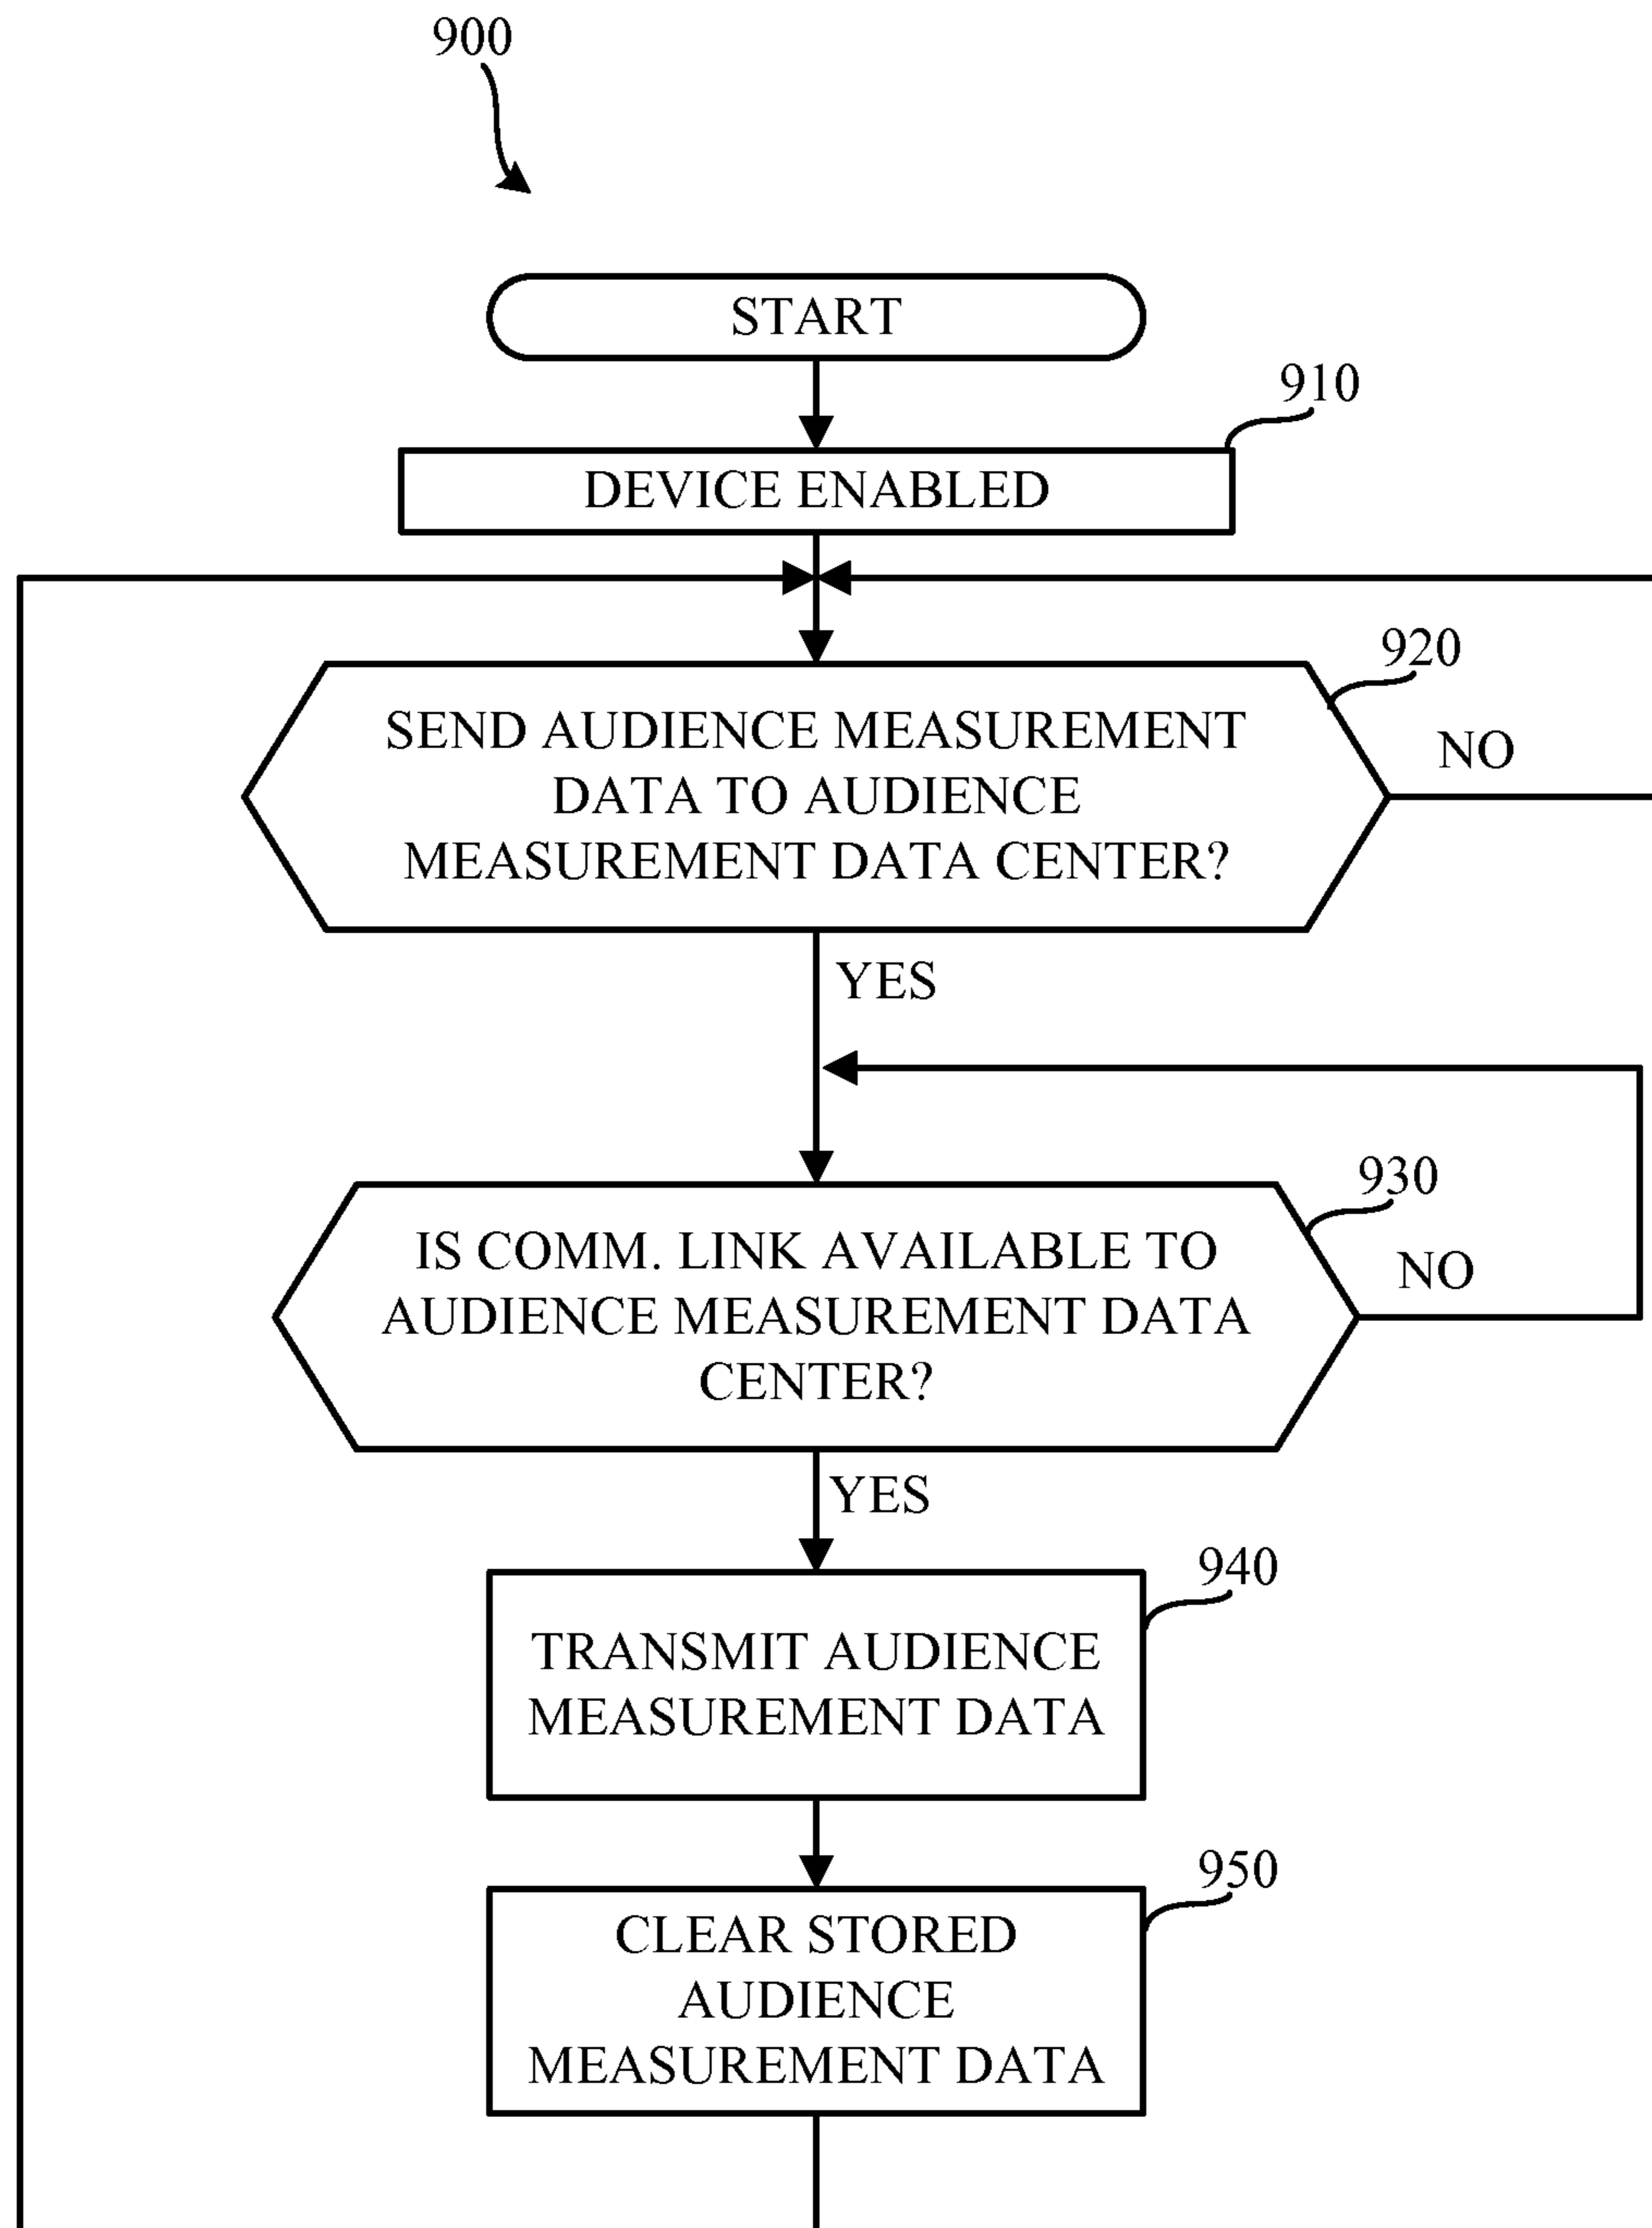 900
START
910
DEVICE ENABLED
920
SEND AUDIENCE MEASUREMENT
DATA TO AUDIENCE
MEASUREMENT DATA CENTER?
NO
YES
930
IS COMM. LINK AVAILABLE TO
AUDIENCE MEASUREMENT DATA
CENTER?
NO
YES
940
TRANSMIT AUDIENCE
MEASUREMENT DATA
950
CLEAR STORED
AUDIENCE
MEASUREMENT DATA